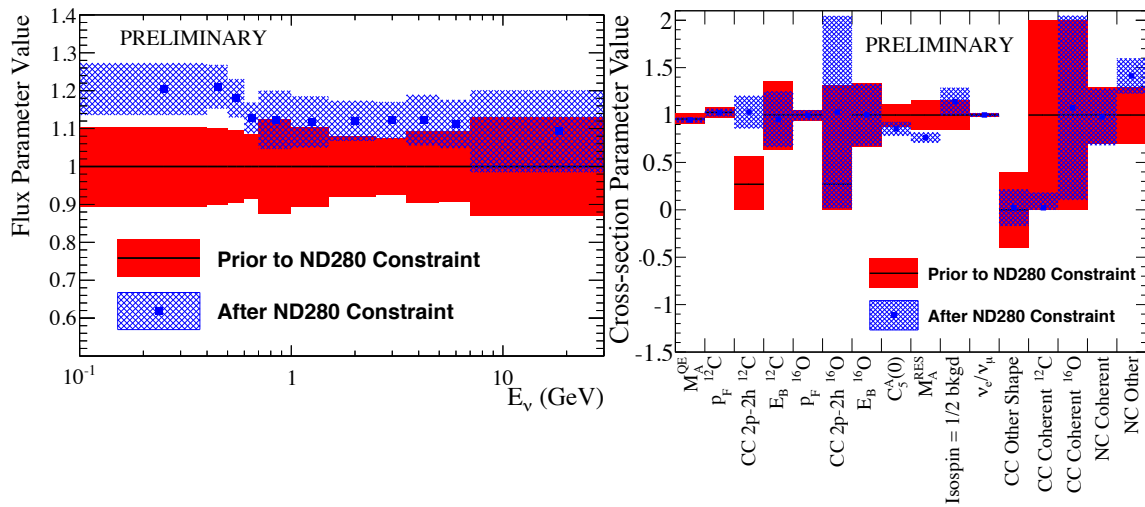 PRELIMINARY
Flux Parameter Value
1.4
1.3
1.2
1.1
1
0.9
0.8
0.7
0.6
Prior to ND280 Constraint
After ND280 Constraint
10⁻¹
1
10
E_ν (GeV)
PRELIMINARY
Cross-section Parameter Value
2
1.5
1
0.5
0
-0.5
-1
-1.5
Prior to ND280 Constraint
After ND280 Constraint
M_A^QE
p_F ¹²C
CC 2p-2h ¹²C
E_B ¹²C
p_F ¹⁶O
CC 2p-2h ¹⁶O
E_B ¹⁶O
C_5^A(0)
M_A^RES
Isospin = 1/2 bkgd
ν_e/ν_μ
CC Other Shape
CC Coherent ¹²C
CC Coherent ¹⁶O
NC Coherent
NC Other